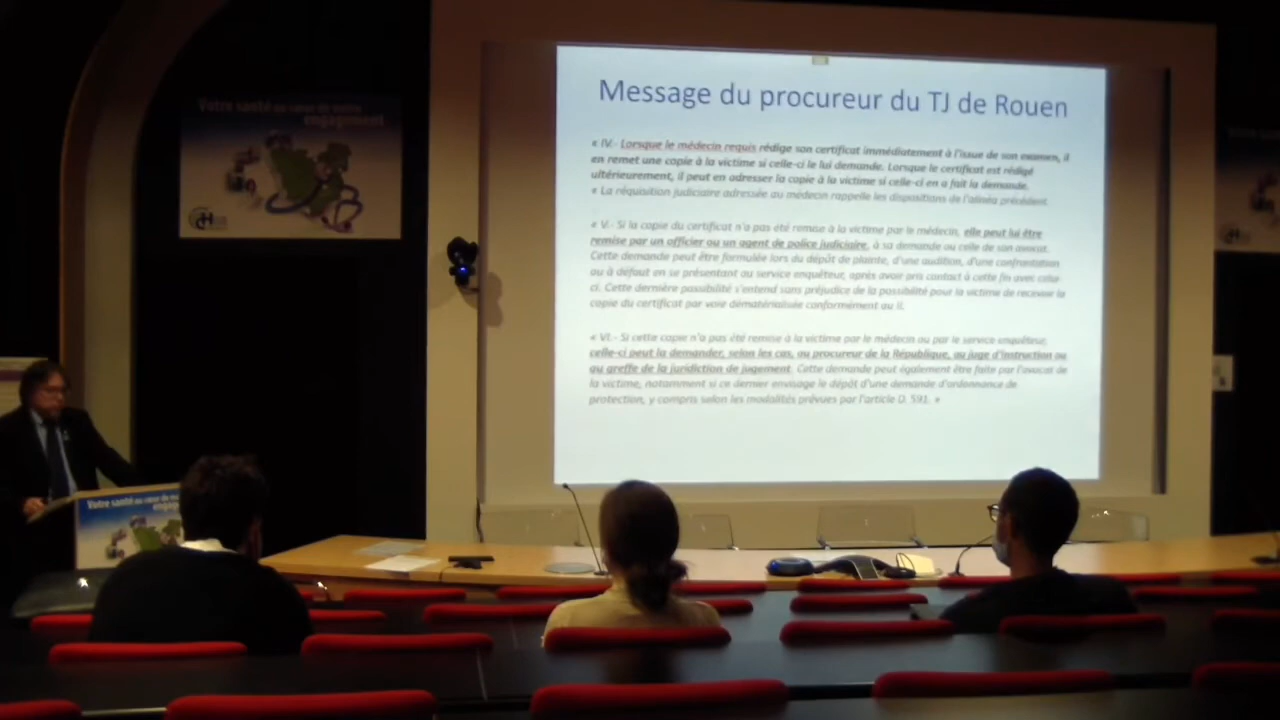 Message du procureur du TJ de Rouen
« IV.- Lorsque le médecin requis rédige son certificat immédiatement à l'issue de son examen, il
en remet une copie à la victime si celle-ci le lui demande. Lorsque le certificat est rédigé
ultérieurement, il peut en adresser la copie à la victime si celle-ci en a fait la demande.
« La réquisition judiciaire adressée au médecin rappelle les dispositions de l'alinéa précédent.
« V.- Si la copie du certificat n'a pas été remise à la victime par le médecin, elle peut lui être
remise par un officier ou un agent de police judiciaire, à sa demande ou celle de son avocat.
Cette demande peut être formulée lors du dépôt de plainte, d'une audition, d'une confrontation
ou à défaut en se présentant au service enquêteur, après avoir pris contact à cette fin avec celui-
ci. Cette dernière possibilité s'entend sans préjudice de la possibilité pour la victime de recevoir la
copie du certificat par voie dématérialisée conformément au II.
« VI.- Si cette copie n'a pas été remise à la victime par le médecin ou par le service enquêteur,
celle-ci peut la demander, selon les cas, au procureur de la République, au juge d'instruction ou
au greffe de la juridiction de jugement. Cette demande peut également être faite par l'avocat de
la victime, notamment si ce dernier envisage le dépôt d'une demande d'ordonnance de
protection, y compris selon les modalités prévues par l'article D. 591. »
Votre santé au cœur de notre
engagement
Votre santé au cœur de